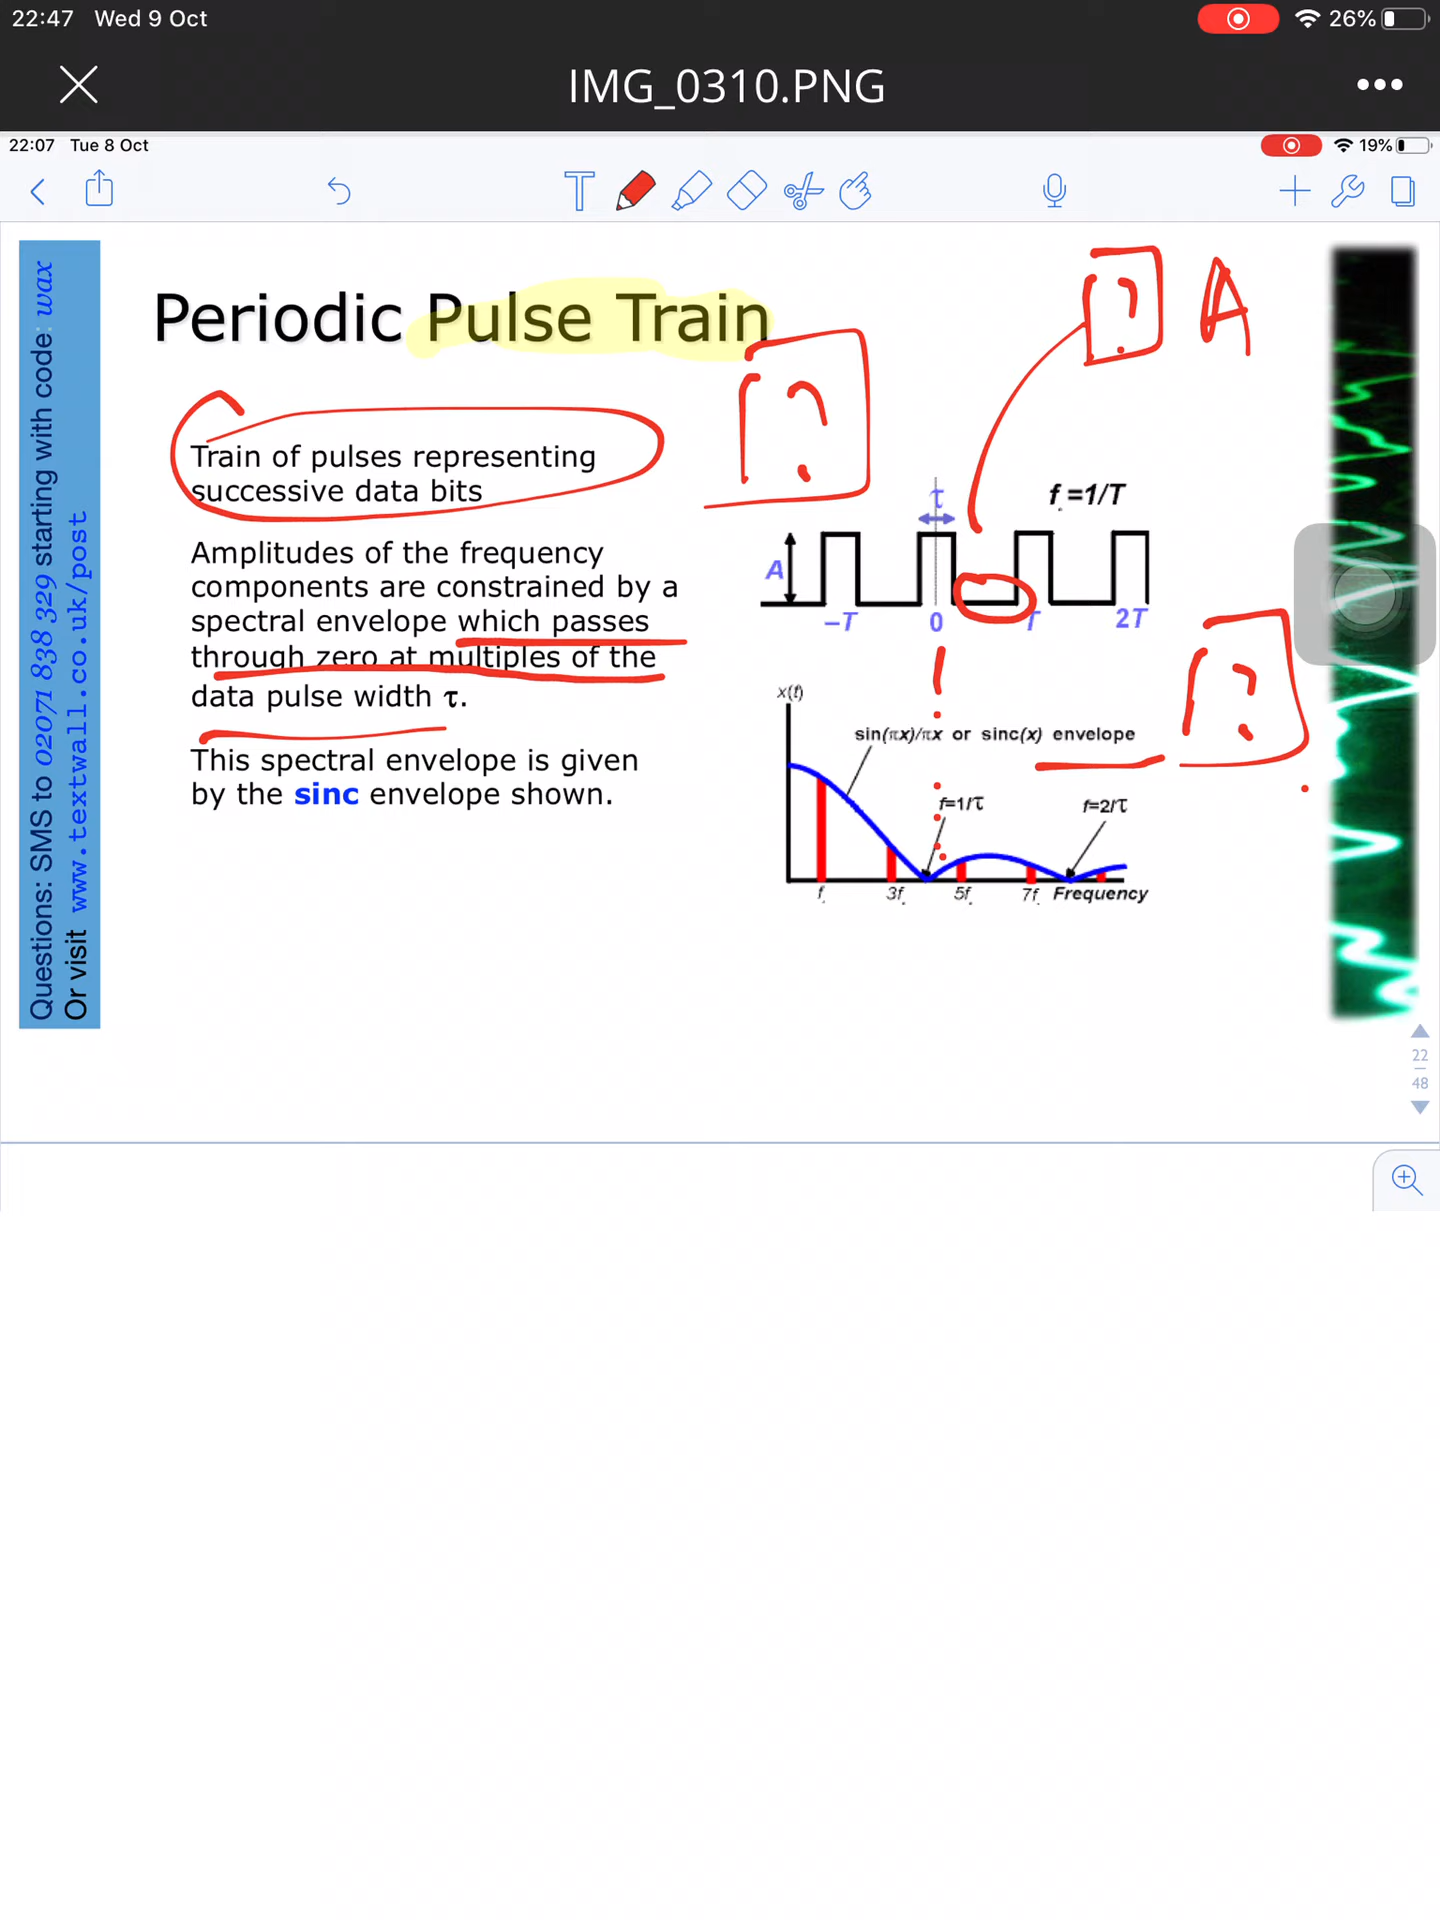 22:47 Wed 9 Oct
26%
IMG_0310.PNG
22:07 Tue 8 Oct
19%
T
Questions: SMS to 02071 838 329 starting with code: wax
Or visit www.textwall.co.uk/post
Periodic Pulse Train
? A
?
Train of pulses representing
successive data bits
Amplitudes of the frequency
components are constrained by a
spectral envelope which passes
through zero at multiples of the
data pulse width τ.
This spectral envelope is given
by the sinc envelope shown.
τ
f =1/T
A
–T 0 T 2T
?
x(f)
sin(πx)/πx or sinc(x) envelope
f=1/τ
f=2/τ
f 3f 5f 7f Frequency
22
48